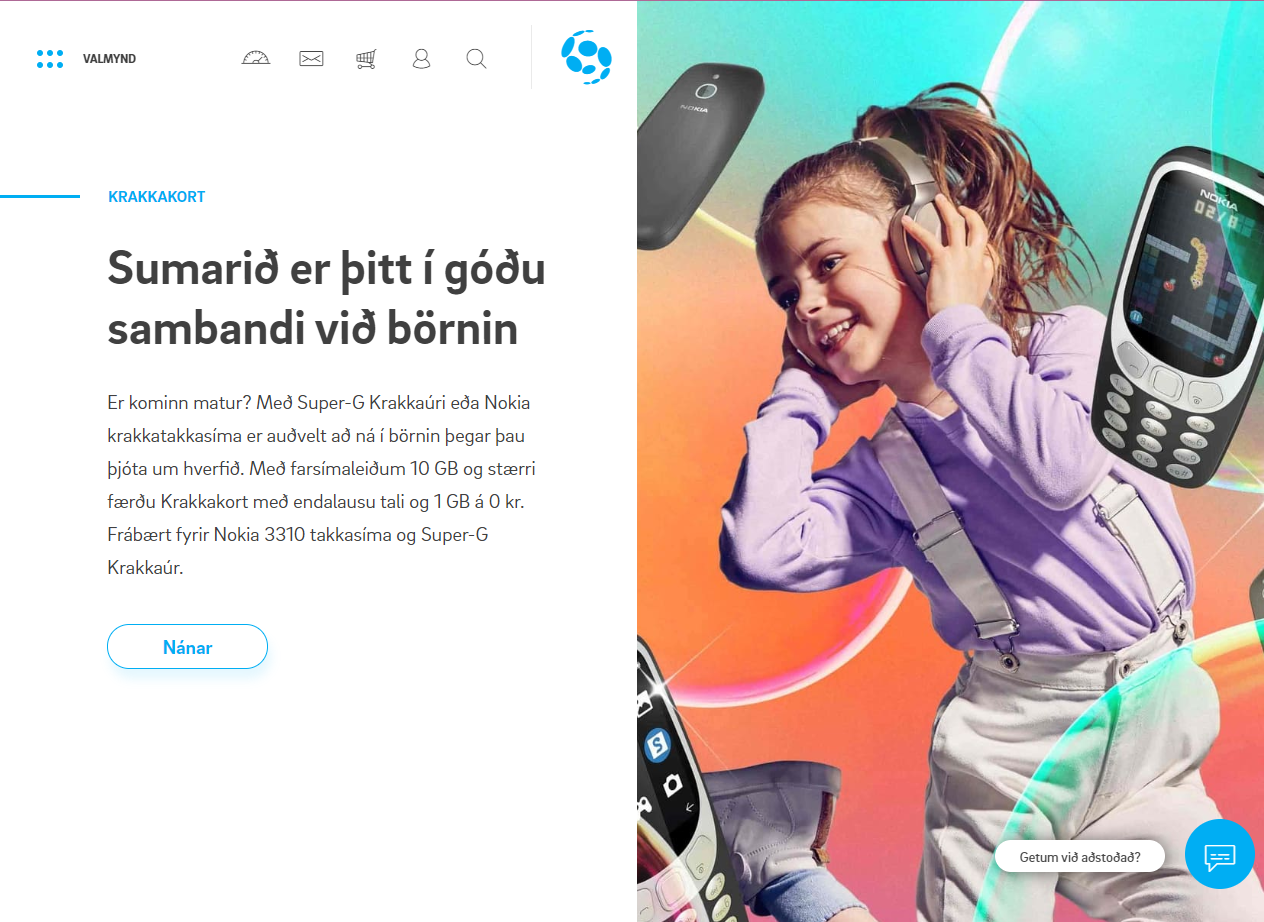 VALMYND
KRAKKAKORT
Sumarið er þitt í góðu
sambandi við börnin
Er kominn matur? Með Super-G Krakkaúri eða Nokia
krakkatakkasíma er auðvelt að ná í börnin þegar þau
þjóta um hverfið. Með farsímaleiðum 10 GB og stærri
færðu Krakkakort með endalausu tali og 1 GB á 0 kr.
Frábært fyrir Nokia 3310 takkasíma og Super-G
Krakkaúr.
Nánar
NOKIA
NOKIA
02/8
Getum við aðstoðað?